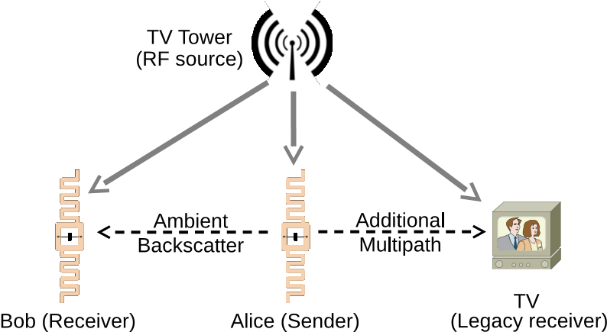 TV Tower
(RF source)
Ambient
Backscatter
Additional
Multipath
Bob (Receiver)
Alice (Sender)
TV
(Legacy receiver)